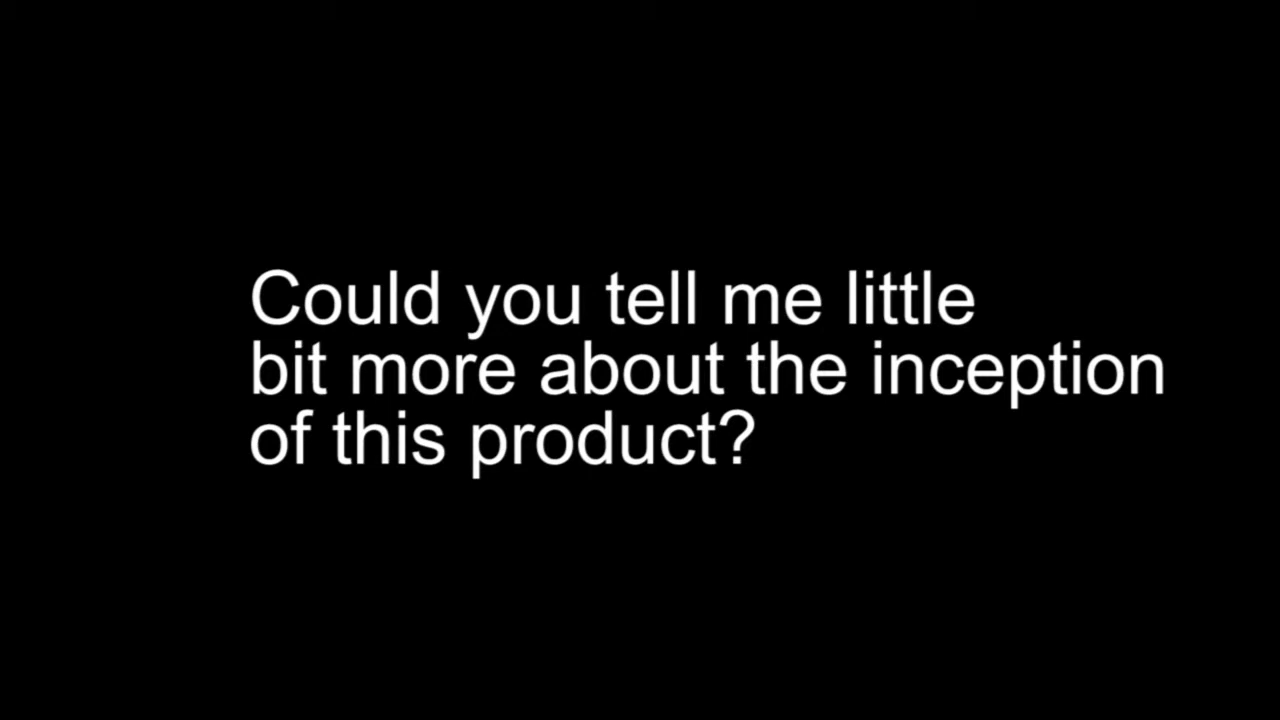 Could you tell me little
bit more about the inception
of this product?